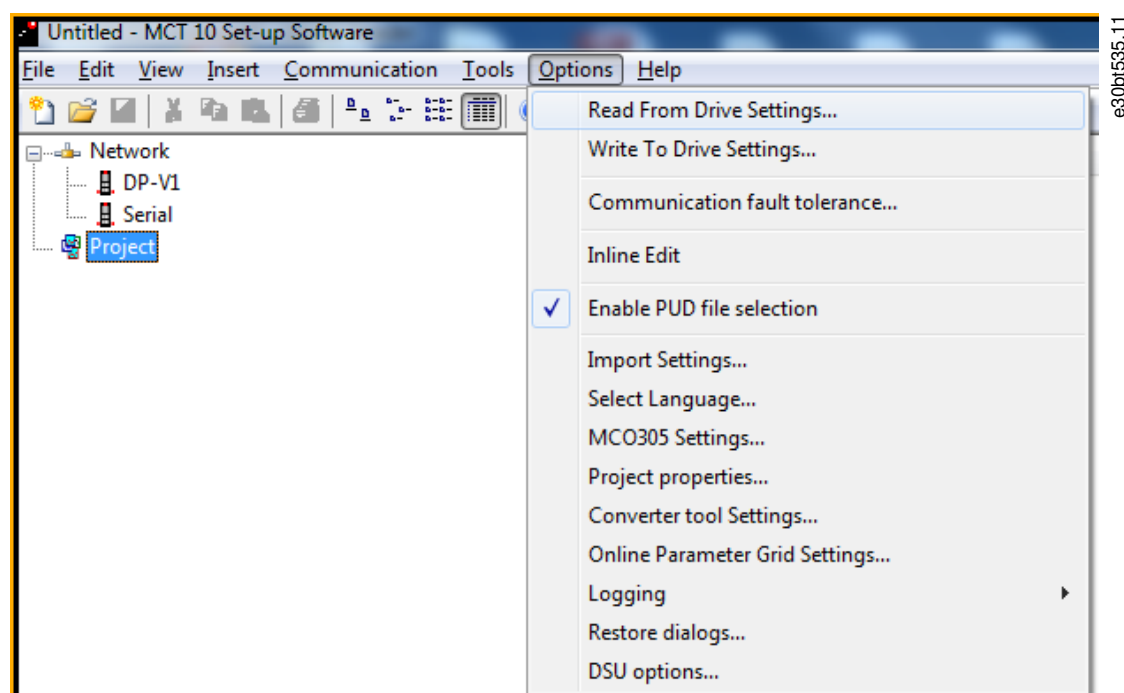 Untitled - MCT 10 Set-up Software
File Edit View Insert Communication Tools Options Help
Network
DP-V1
Serial
Project
Read From Drive Settings...
Write To Drive Settings...
Communication fault tolerance...
Inline Edit
Enable PUD file selection
Import Settings...
Select Language...
MCO305 Settings...
Project properties...
Converter tool Settings...
Online Parameter Grid Settings...
Logging
Restore dialogs...
DSU options...
e30bt535.11